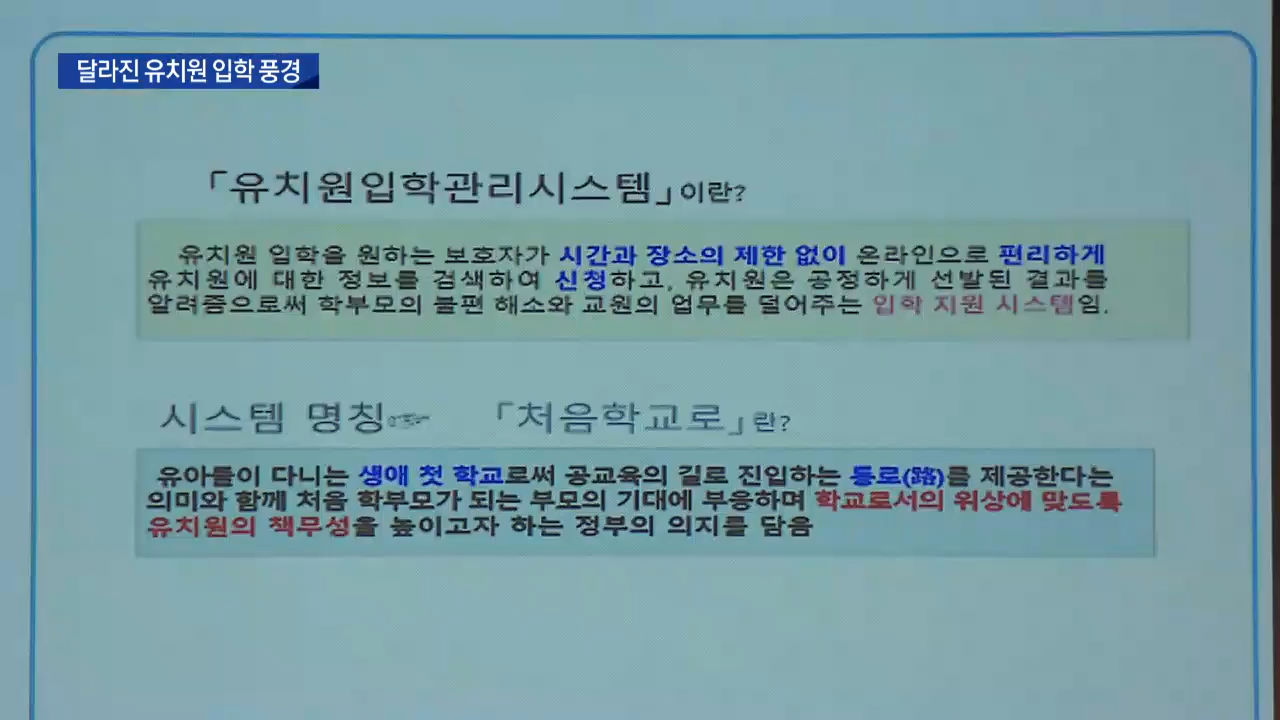 달라진 유치원 입학 풍경
「유치원입학관리시스템」이란?
유치원 입학을 원하는 보호자가 시간과 장소의 제한 없이 온라인으로 편리하게
유치원에 대한 정보를 검색하여 신청하고, 유치원은 공정하게 선발된 결과를
알려줌으로써 학부모의 불편 해소와 교원의 업무를 덜어주는 입학 지원 시스템임.
시스템 명칭☞ 「처음학교로」란?
유아들이 다니는 생애 첫 학교로써 공교육의 길로 진입하는 통로(路)를 제공한다는
의미와 함께 처음 학부모가 되는 부모의 기대에 부응하며 학교로서의 위상에 맞도록
유치원의 책무성을 높이고자 하는 정부의 의지를 담음